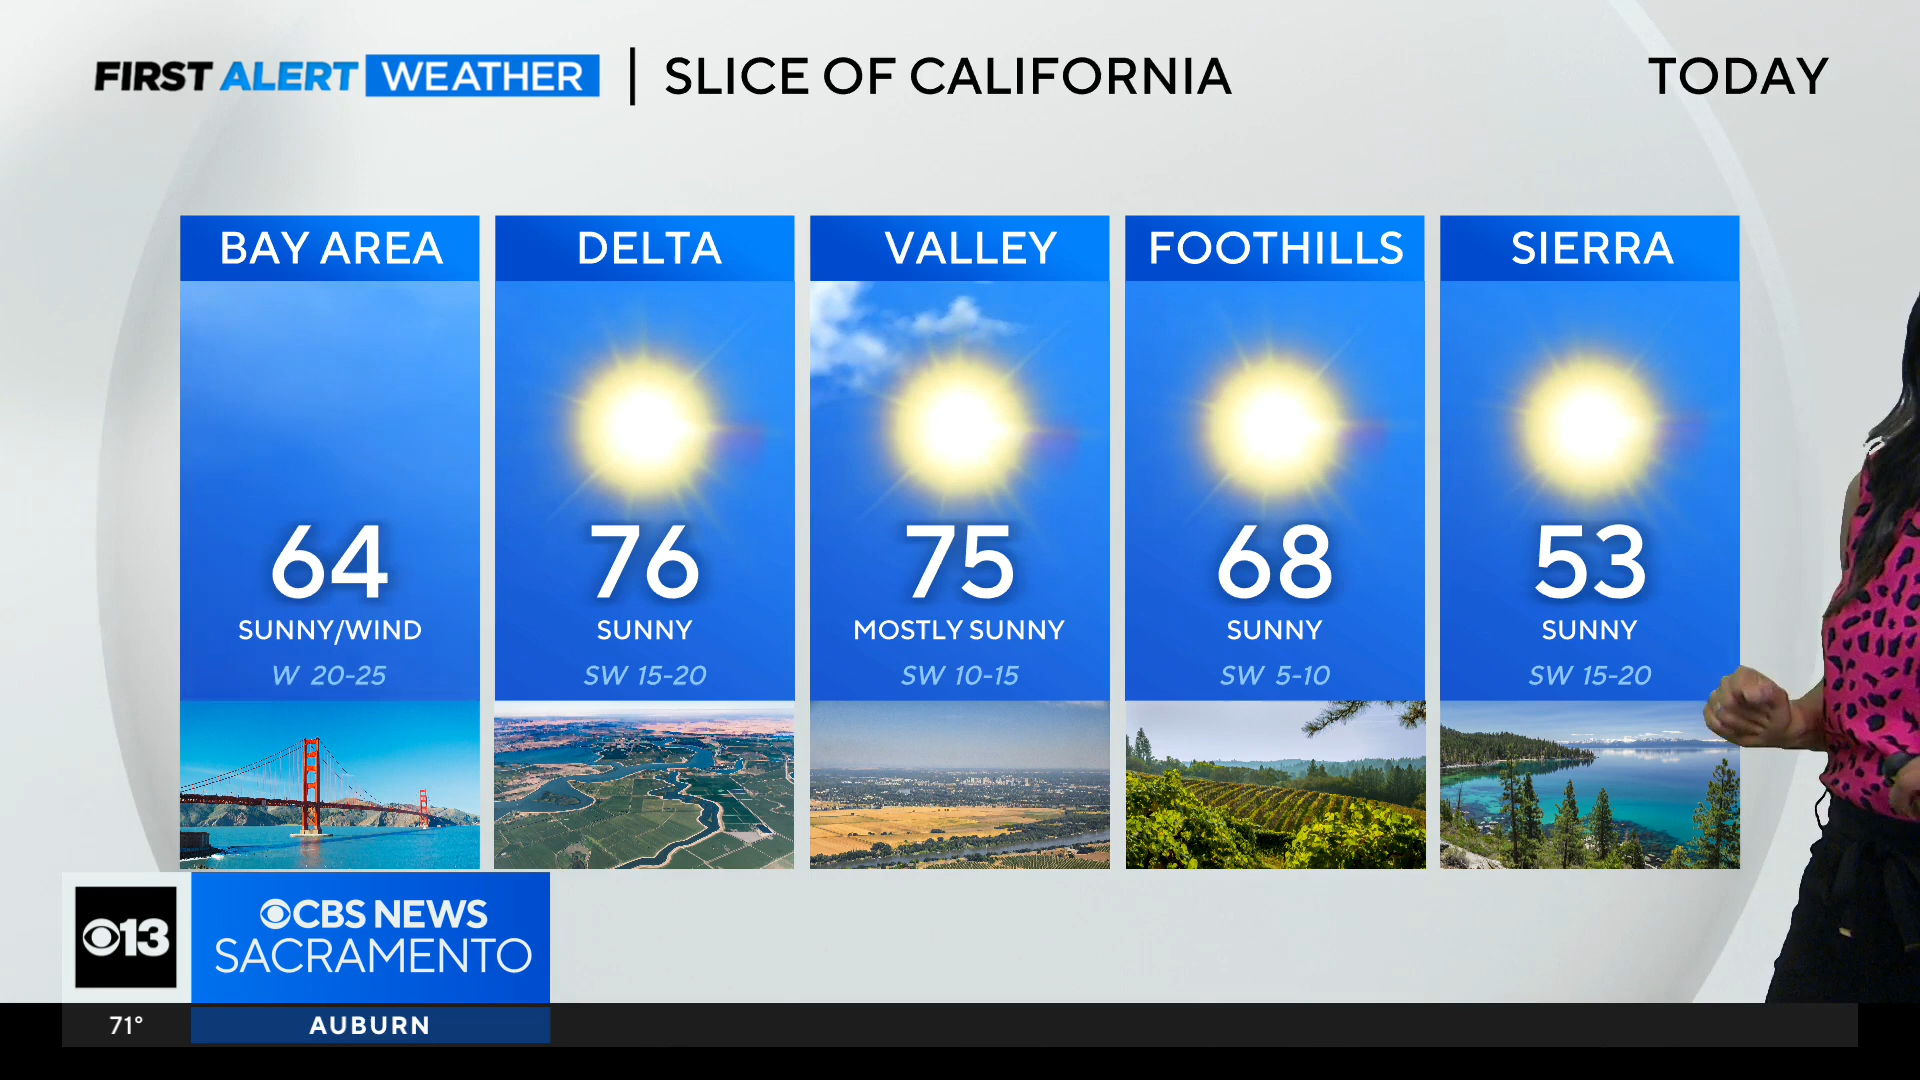 FIRST ALERT WEATHER | SLICE OF CALIFORNIA
TODAY
BAY AREA
64
SUNNY/WIND
W 20-25
DELTA
76
SUNNY
SW 15-20
VALLEY
75
MOSTLY SUNNY
SW 10-15
FOOTHILLS
68
SUNNY
SW 5-10
SIERRA
53
SUNNY
SW 15-20
13
CBS NEWS
SACRAMENTO
71°
AUBURN